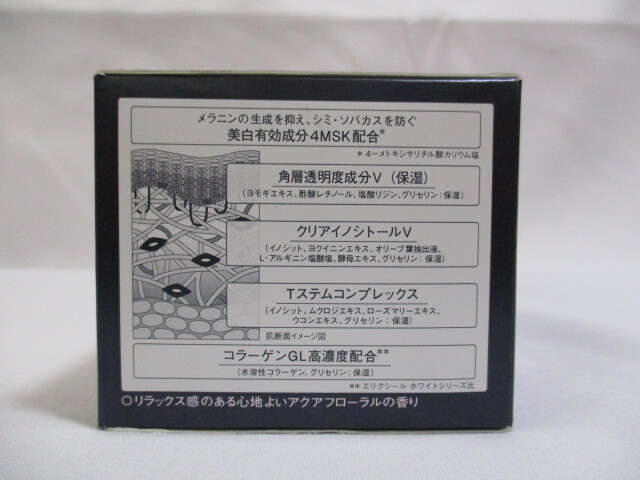 メラニンの生成を抑え、シミ・ソバカスを防ぐ
美白有効成分4MSK配合*
*4ーメトキシサリチル酸カリウム塩
角層透明度成分V（保湿）
（ヨモギエキス、酢酸レチノール、塩酸リジン、グリセリン：保湿）
クリアイノシトールV
（イノシット、ヨクイニンエキス、オリーブ葉抽出液、
L-アルギニン塩酸塩、酵母エキス、グリセリン：保湿）
Tステムコンプレックス
（イノシット、ムクロジエキス、ローズマリーエキス、
ウコンエキス、グリセリン：保湿）
肌断面イメージ図
コラーゲンGL高濃度配合**
（水溶性コラーゲン、グリセリン：保湿）
**エリクシール ホワイトシリーズ比
○リラックス感のある心地よいアクアフローラルの香り